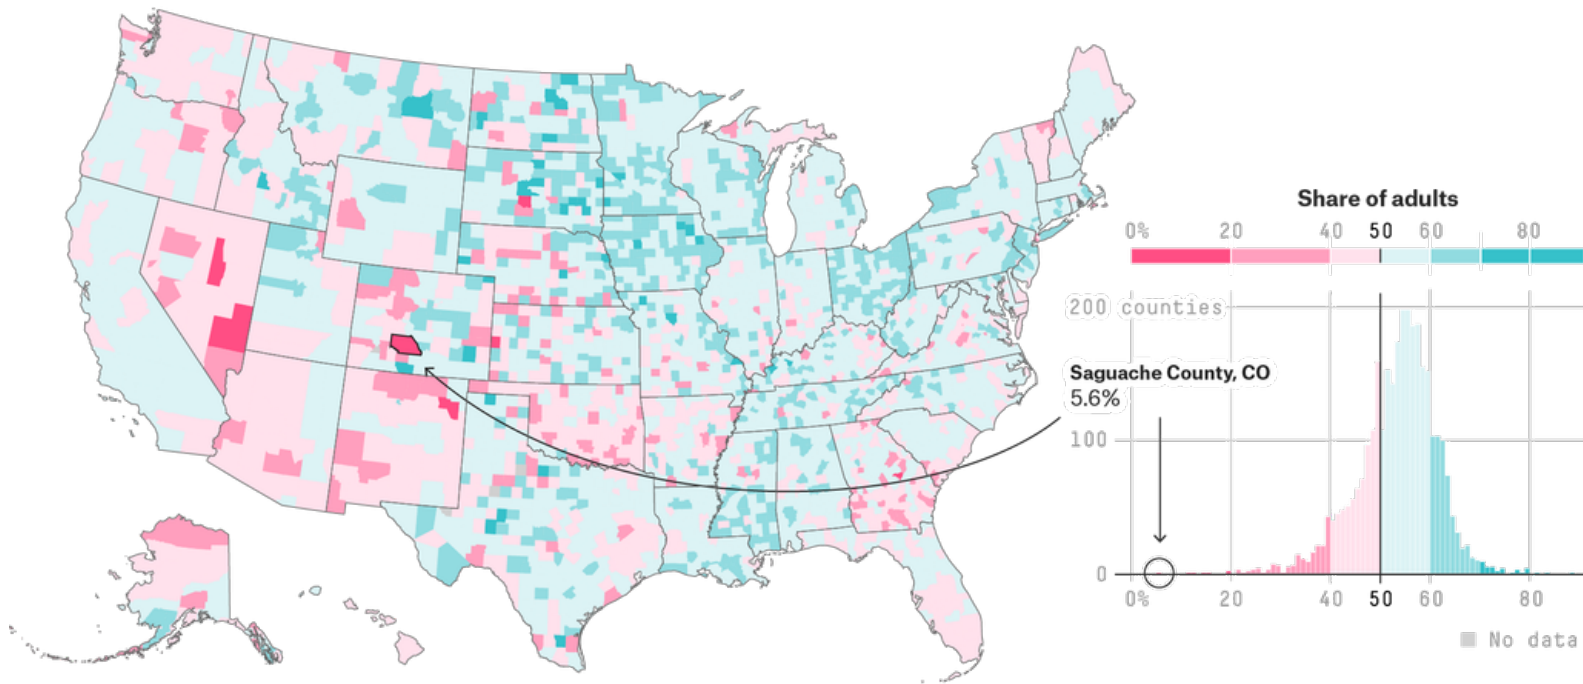 Share of adults
0% 20 40 50 60 80
200 counties
Saguache County, CO
5.6%
100
0
0% 20 40 50 60 80
No data